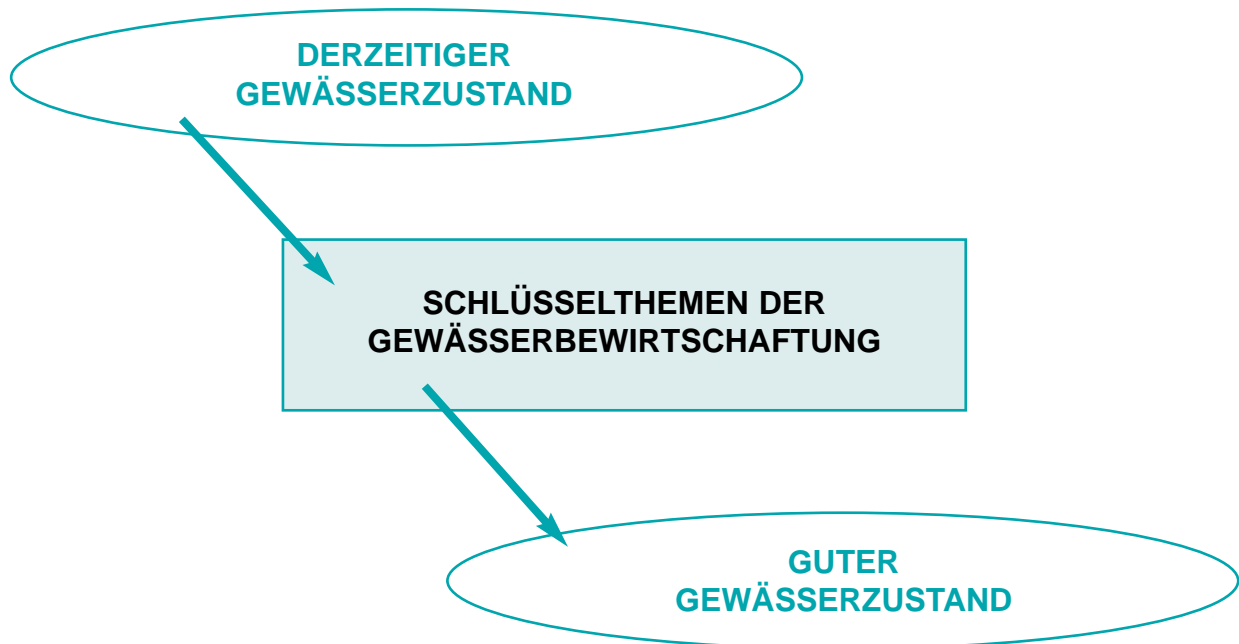 DERZEITIGER
GEWÄSSERZUSTAND
SCHLÜSSELTHEMEN DER
GEWÄSSERBEWIRTSCHAFTUNG
GUTER
GEWÄSSERZUSTAND